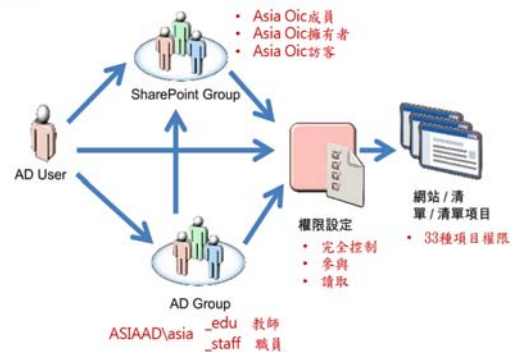 • Asia Oic成員
• Asia Oic擁有者
• Asia Oic訪客
SharePoint Group
AD User
權限設定
• 完全控制
• 參與
• 讀取
網站 / 清
單 / 清單項目
• 33種項目權限
AD Group
ASIAAD\asia
_edu 教師
_staff 職員